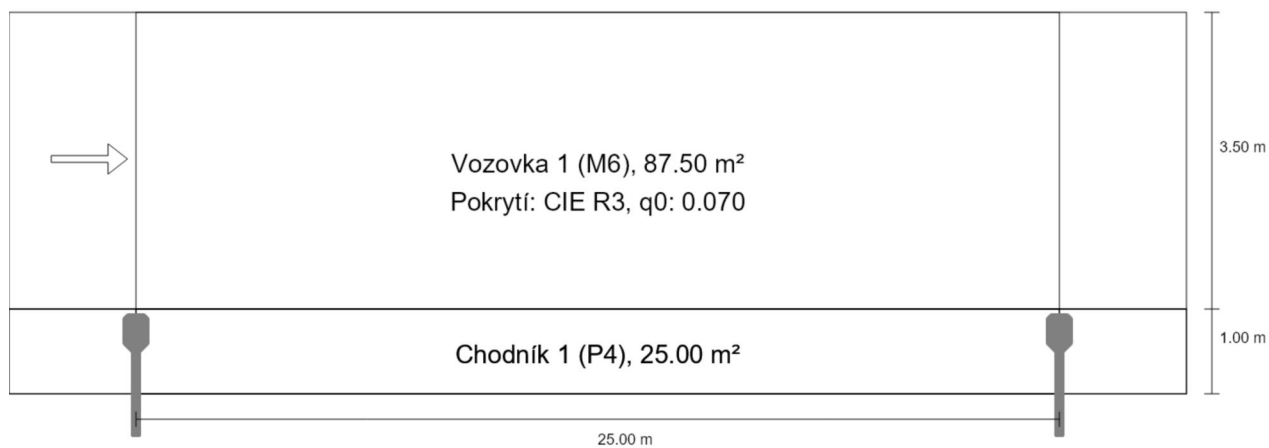 3.50 m
Vozovka 1 (M6), 87.50 m²
Pokrytí: CIE R3, q0: 0.070
1.00 m
Chodník 1 (P4), 25.00 m²
25.00 m